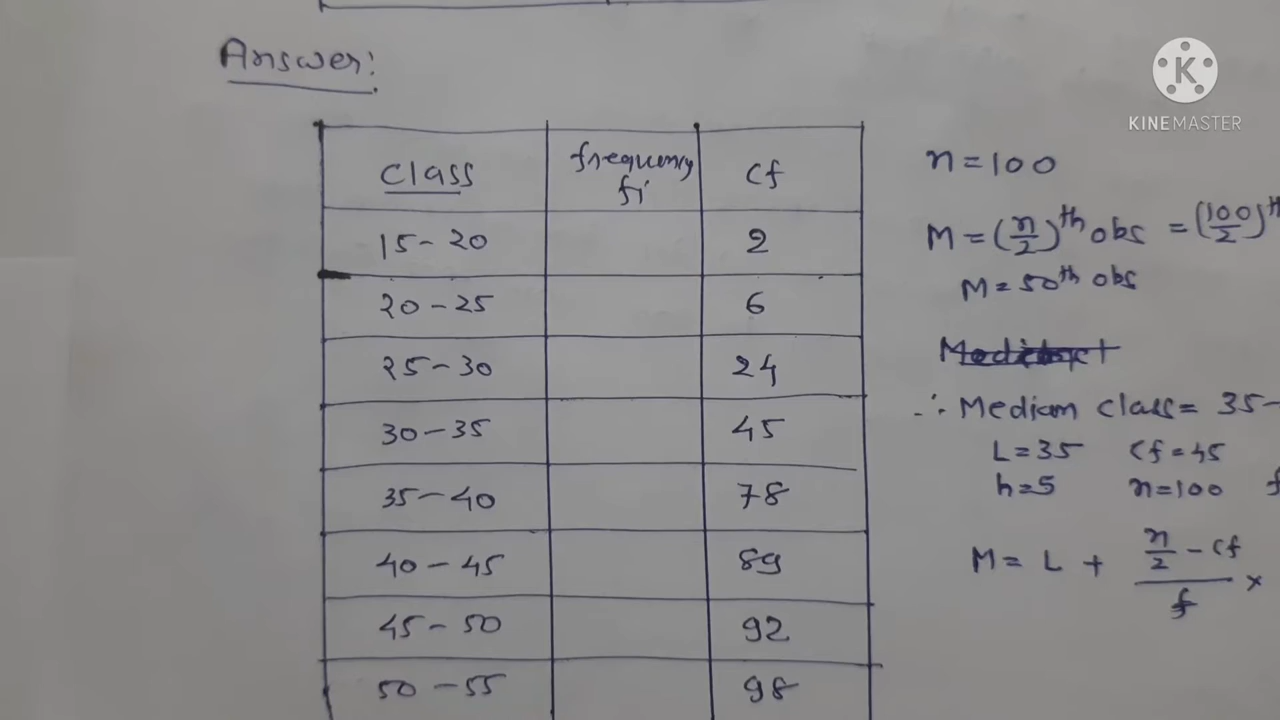 Answer:
KINEMASTER
Class frequency fi Cf
15-20 2
20-25 6
25-30 24
30-35 45
35-40 78
40-45 89
45-50 92
50-55 98
n=100
M=(n/2)th obs =(100/2)th
M=50th obs
∴ Median class= 35-
L=35 Cf=45
h=5 n=100 f
M= L + (n/2 - Cf)/f ×